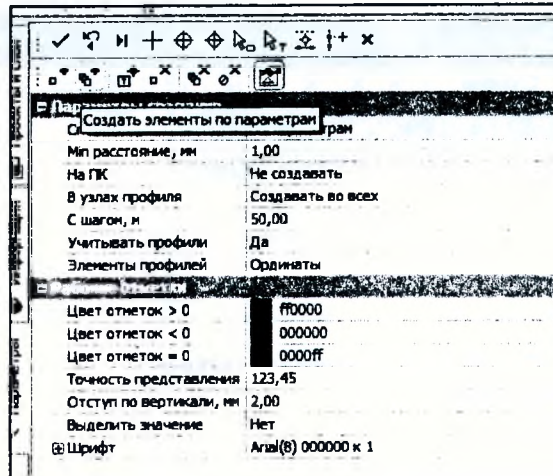 Создать элементы по параметрам
Min расстояние, мм 1,00
На ПК Не создавать
В узлах профиля Создавать во всех
С шагом, м 50,00
Учитывать профили Да
Элементы профилей Ординаты
Цвет отметок > 0 ff0000
Цвет отметок < 0 000000
Цвет отметок = 0 0000ff
Точность представления 123,45
Отступ по вертикали, мм 2,00
Выделить значение Нет
Шрифт Arial(8) 000000 к 1